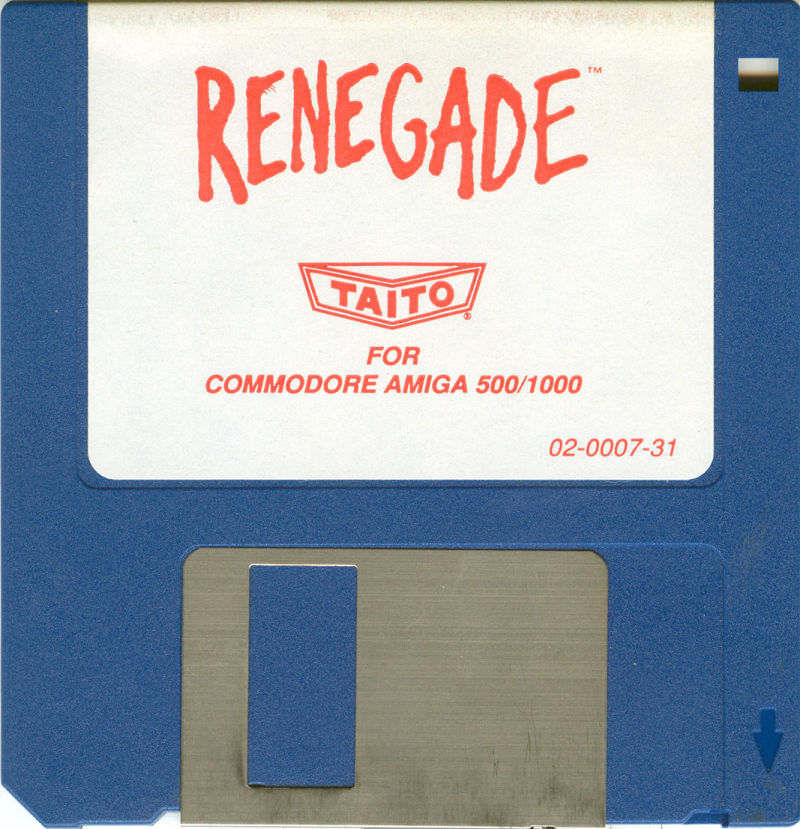 RENEGADE™
TAITO®
FOR
COMMODORE AMIGA 500/1000
02-0007-31